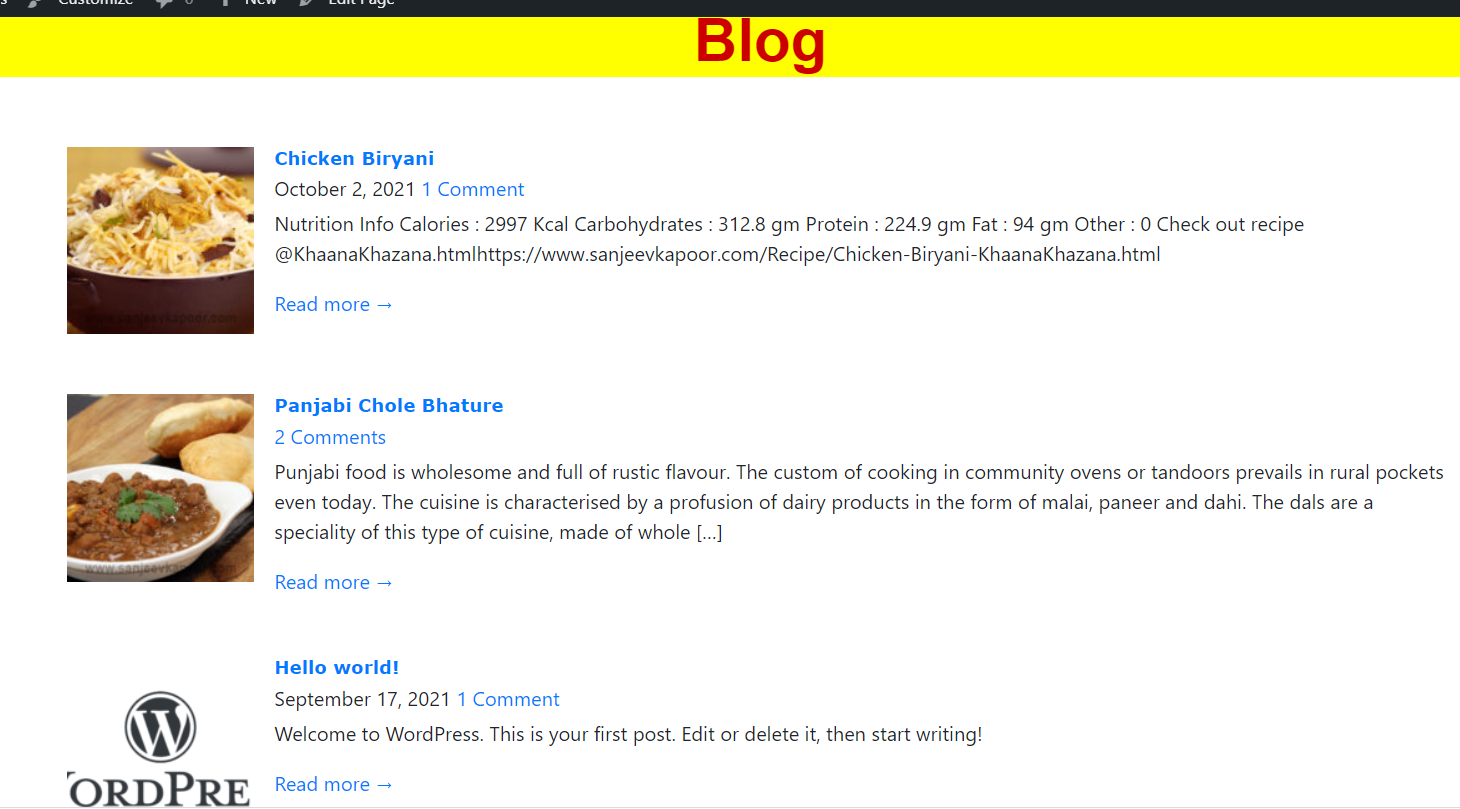 Customize 0 New Edit Page
Blog
Chicken Biryani
October 2, 2021 1 Comment
Nutrition Info Calories : 2997 Kcal Carbohydrates : 312.8 gm Protein : 224.9 gm Fat : 94 gm Other : 0 Check out recipe
@KhaanaKhazana.htmlhttps://www.sanjeevkapoor.com/Recipe/Chicken-Biryani-KhaanaKhazana.html
www.sanjeevkapoor.com
Read more →
Panjabi Chole Bhature
2 Comments
Punjabi food is wholesome and full of rustic flavour. The custom of cooking in community ovens or tandoors prevails in rural pockets
even today. The cuisine is characterised by a profusion of dairy products in the form of malai, paneer and dahi. The dals are a
speciality of this type of cuisine, made of whole […]
www.sanjeevkapoor.com
Read more →
Hello world!
September 17, 2021 1 Comment
Welcome to WordPress. This is your first post. Edit or delete it, then start writing!
W
ORDPRE
Read more →